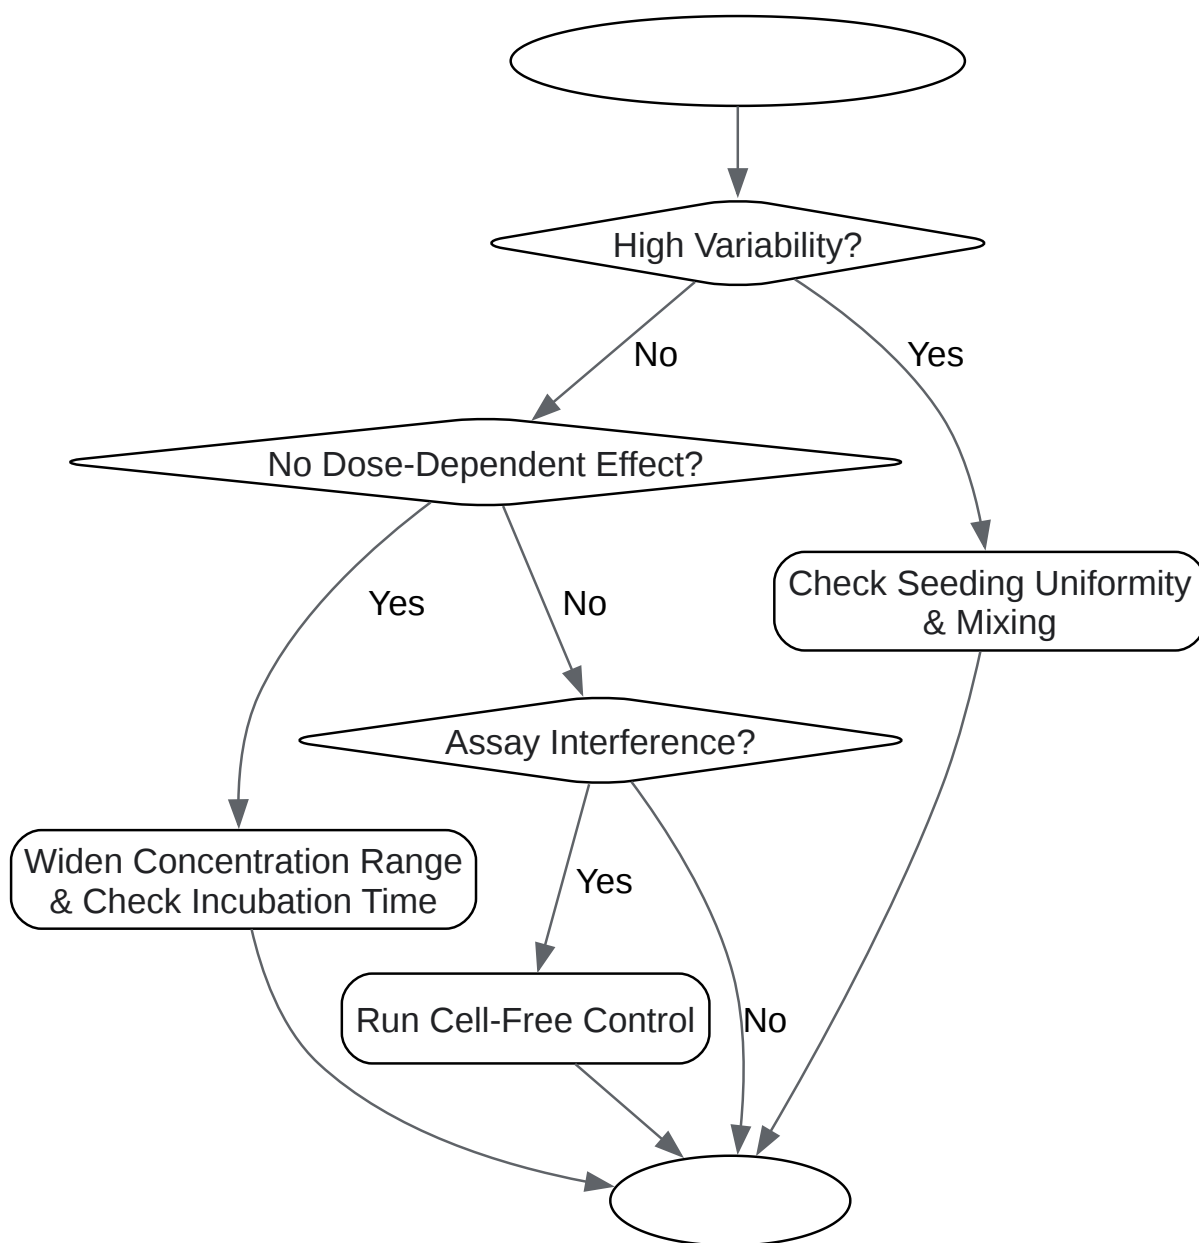 High Variability?
No
Yes
No Dose-Dependent Effect?
Yes
No
Check Seeding Uniformity
& Mixing
Assay Interference?
Widen Concentration Range
& Check Incubation Time
Yes
Run Cell-Free Control
No